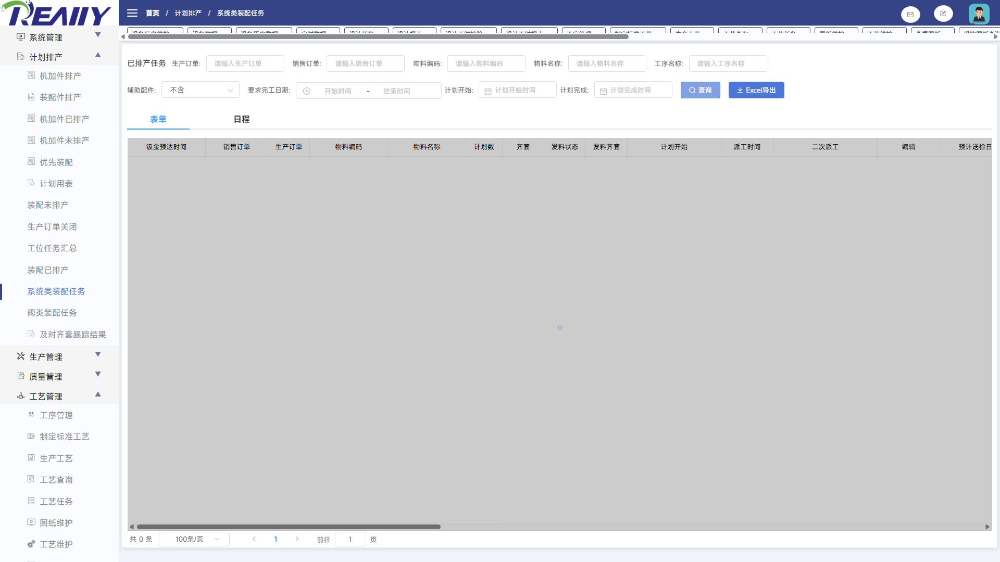 REAllY
首页 / 计划排产 / 系统类装配任务
系统管理
计划排产
机加件排产
装配件排产
机加件已排产
机加件未排产
优先装配
计划用表
装配未排产
生产订单关闭
工位任务汇总
装配已排产
系统类装配任务
阀类装配任务
及时齐套跟踪结果
生产管理
质量管理
工艺管理
工序管理
制定标准工艺
生产工艺
工艺查询
工艺任务
图纸维护
工艺维护
已排产任务 生产订单: 请输入生产订单 销售订单: 请输入销售订单 物料编码: 请输入物料编码 物料名称: 请输入物料名称 工序名称: 请输入工序名称
辅助配件: 不含 要求完工日期: 开始时间 - 结束时间 计划开始: 计划开始时间 计划完成: 计划完成时间 查询 Excel导出
表单 日程
钣金预达时间 销售订单 生产订单 物料编码 物料名称 计划数 齐套 发料状态 发料齐套 计划开始 派工时间 二次派工 编辑 预计送检日
共 0 条 100条/页 1 前往 1 页